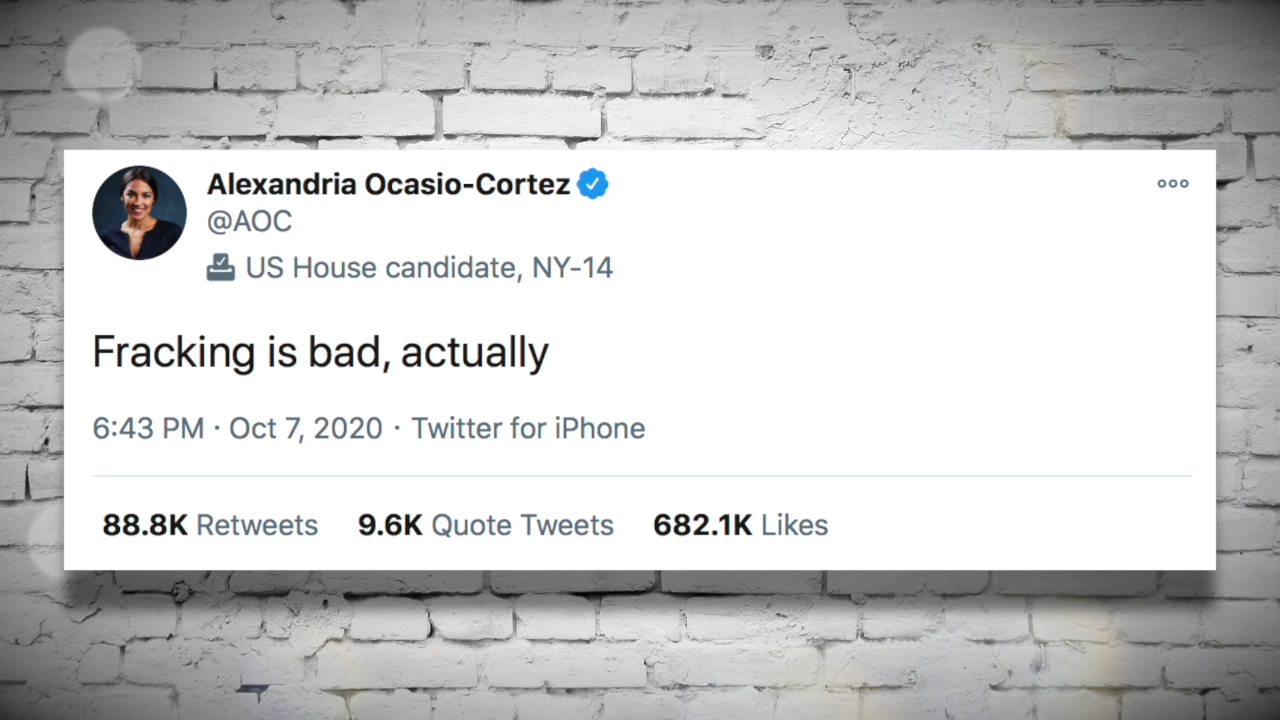 Alexandria Ocasio-Cortez
@AOC
US House candidate, NY-14
Fracking is bad, actually
6:43 PM · Oct 7, 2020 · Twitter for iPhone
88.8K Retweets 9.6K Quote Tweets 682.1K Likes